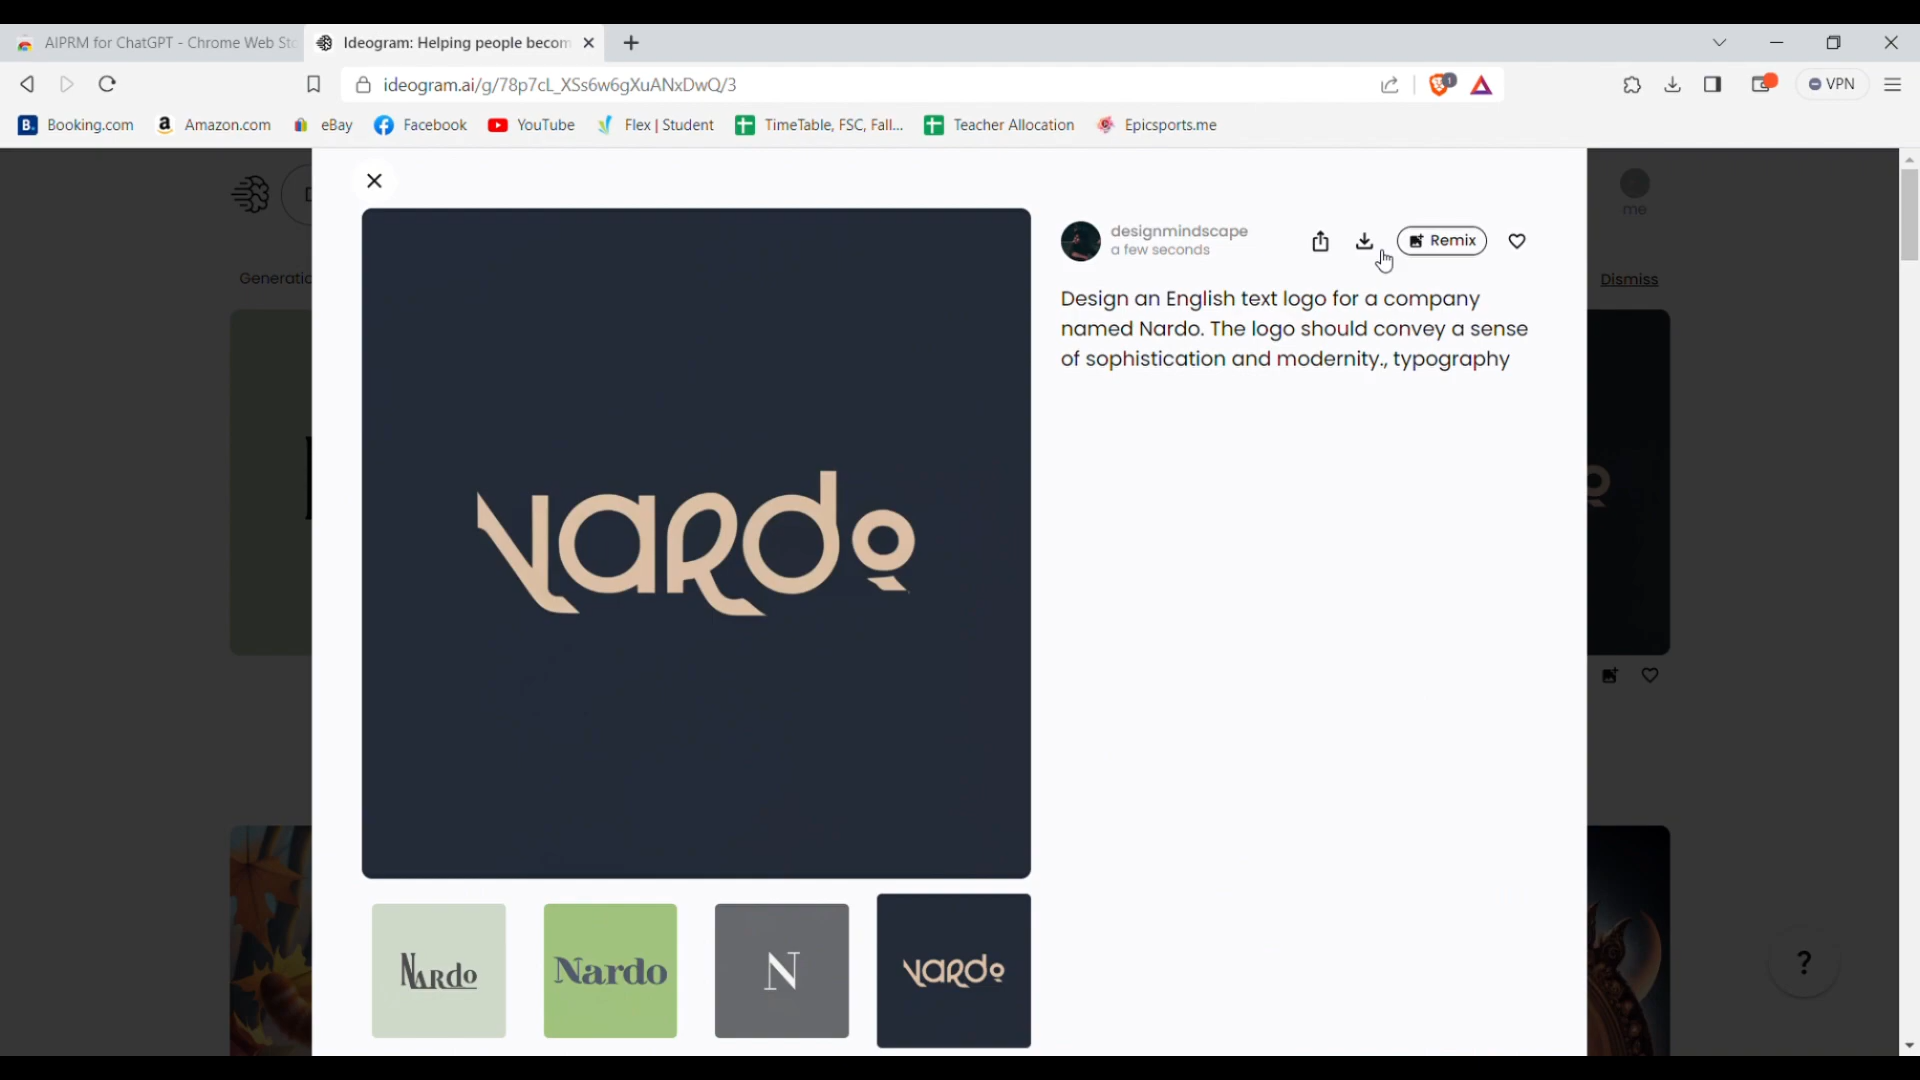 AIPRM for ChatGPT - Chrome Web Sto
Ideogram: Helping people becom
ideogram.ai/g/78p7cL_XSs6w6gXuANxDwQ/3
1
VPN
B. Booking.com
a Amazon.com
eBay
Facebook
YouTube
Flex | Student
TimeTable, FSC, Fall...
Teacher Allocation
Epicsports.me
me
designmindscape
a few seconds
Remix
Generatio
Dismiss
Design an English text logo for a company
named Nardo. The logo should convey a sense
of sophistication and modernity., typography
Nardo
Nardo
Nardo
N
Nardo
?